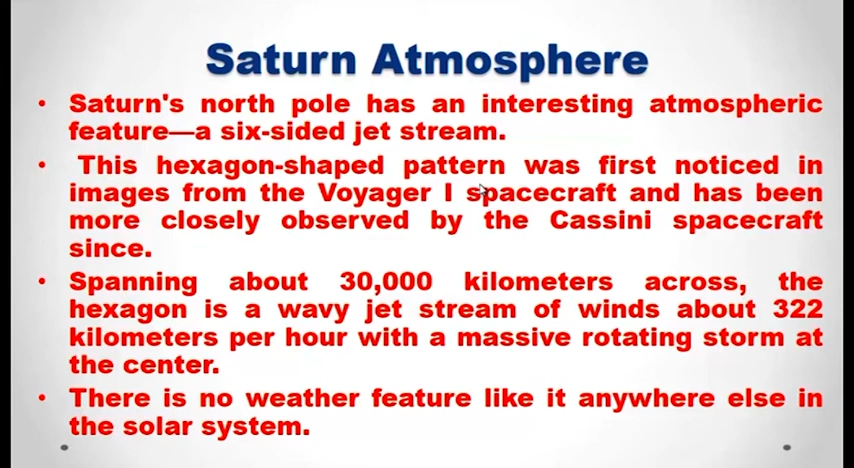 Saturn Atmosphere
• Saturn's north pole has an interesting atmospheric
feature—a six-sided jet stream.
• This hexagon-shaped pattern was first noticed in
images from the Voyager I spacecraft and has been
more closely observed by the Cassini spacecraft
since.
• Spanning about 30,000 kilometers across, the
hexagon is a wavy jet stream of winds about 322
kilometers per hour with a massive rotating storm at
the center.
• There is no weather feature like it anywhere else in
the solar system.